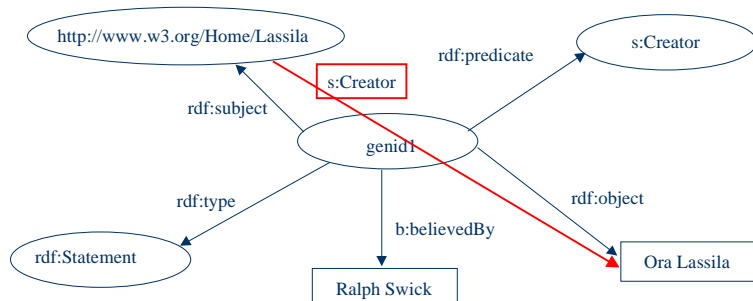 http://www.w3.org/Home/Lassila
s:Creator
rdf:predicate
s:Creator
rdf:subject
genid1
rdf:type
rdf:object
b:believedBy
rdf:Statement
Ora Lassila
Ralph Swick